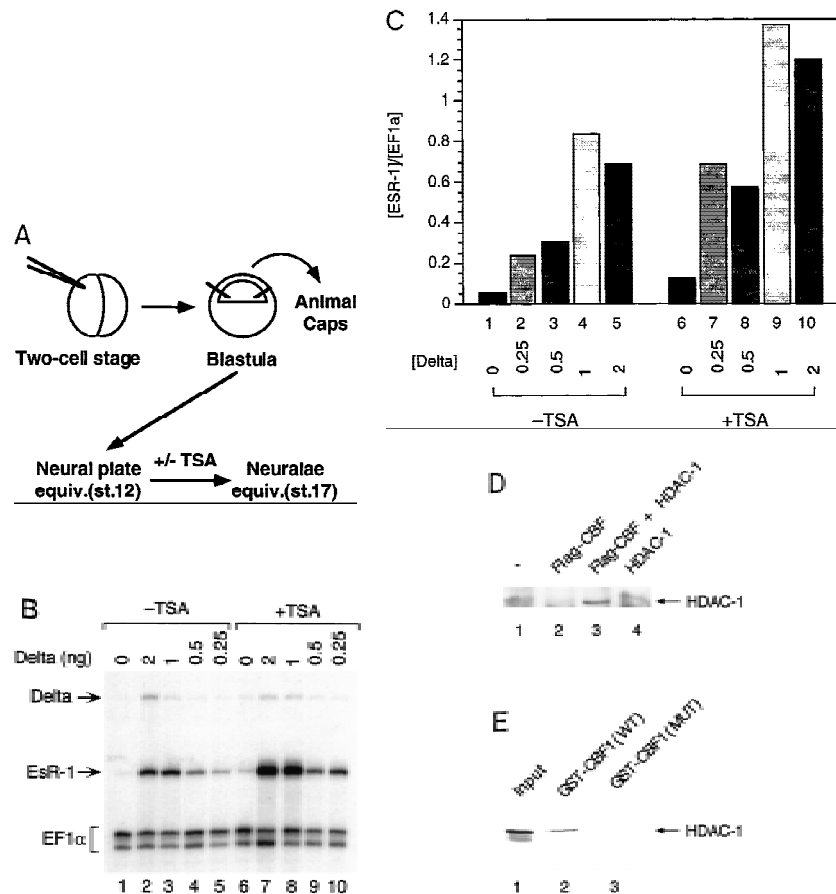 A
Two-cell stage
Blastula
Animal
Caps
Neural plate
equiv.(st.12)
+/- TSA
Neuralae
equiv.(st.17)
B
–TSA
+TSA
Delta (ng)
0
2
1
0.5
0.25
0
2
1
0.5
0.25
Delta
EsR-1
EF1α
1 2 3 4 5 6 7 8 9 10
C
[ESR-1]/[EF1a]
1.4
1.2
1
0.8
0.6
0.4
0.2
0
1 2 3 4 5 6 7 8 9 10
[Delta]
0
0.25
0.5
1
2
0
0.25
0.5
1
2
–TSA
+TSA
D
-
Flag-CBF
Flag-CBF + HDAC-1
HDAC-1
HDAC-1
1 2 3 4
E
Input
GST-CBF1(WT)
GST-CBF1(MUT)
HDAC-1
1 2 3